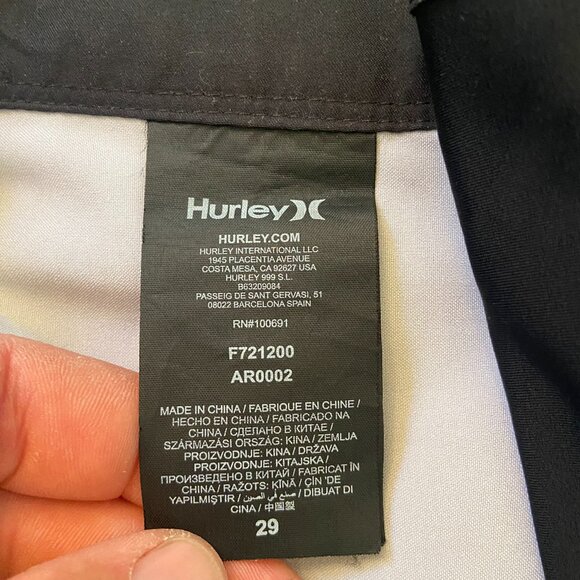 Hurley
HURLEY.COM
HURLEY INTERNATIONAL LLC
1945 PLACENTIA AVENUE
COSTA MESA, CA 92627 USA
HURLEY 999 S.L.
B63209084
PASSEIG DE SANT GERVASI, 51
08022 BARCELONA SPAIN
RN#100691
F721200
AR0002
MADE IN CHINA / FABRIQUE EN CHINE /
HECHO EN CHINA / FABRICADO NA
CHINA / СДЕЛАНО В КИТАЕ /
SZÁRMAZÁSI ORSZÁG: KINA / ZEMLJA
PROIZVODNJE: KINA / DRŽAVA
PROIZVODNJE: KITAJSKA /
ПРОИЗВЕДЕНО В КИТАЙ / FABRICAT ÎN
CHINA / RAŽOTS: ĶĪNĀ / ÇİN 'DE
YAPILMIŞTIR / صنع في الصين / DIBUAT DI
CINA / 中国製
29